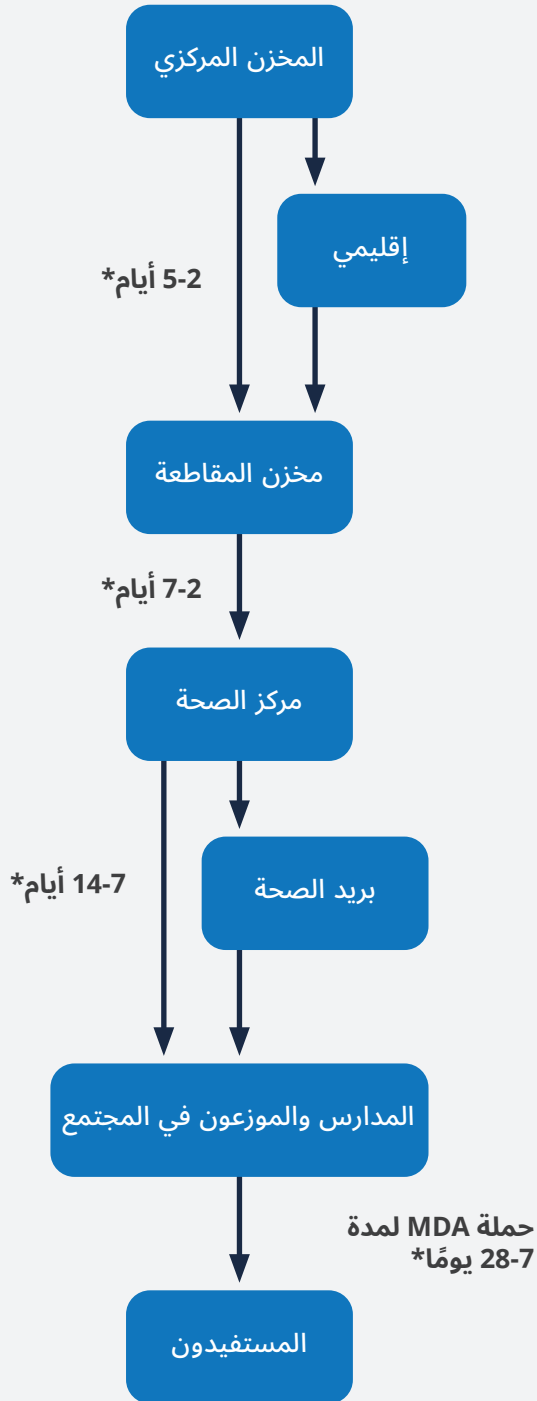 المخزن المركزي
إقليمي
2-5 أيام*
مخزن المقاطعة
2-7 أيام*
مركز الصحة
7-14 أيام*
بريد الصحة
المدارس والموزعون في المجتمع
حملة MDA لمدة
7-28 يومًا*
المستفيدون